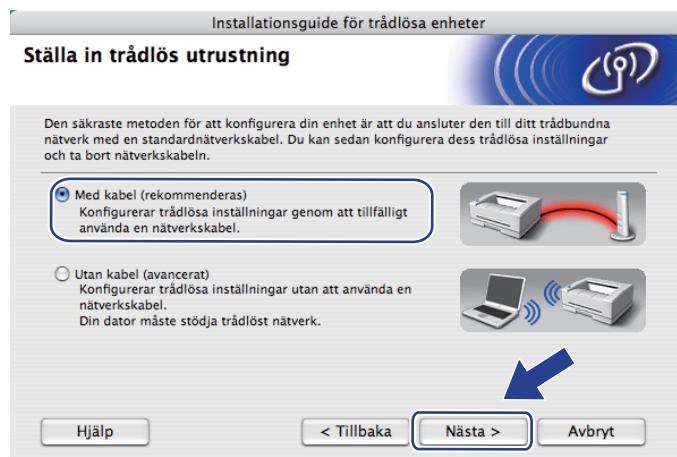 Installationsguide för trådlösa enheter
Ställa in trådlös utrustning
Den säkraste metoden för att konfigurera din enhet är att du ansluter den till ditt trådbundna
nätverk med en standardnätverkskabel. Du kan sedan konfigurera dess trådlösa inställningar
och ta bort nätverkskabeln.
Med kabel (rekommenderas)
Konfigurerar trådlösa inställningar genom att tillfälligt
använda en nätverkskabel.
Utan kabel (avancerat)
Konfigurerar trådlösa inställningar utan att använda en
nätverkskabel.
Din dator måste stödja trådlöst nätverk.
Hjälp < Tillbaka Nästa > Avbryt